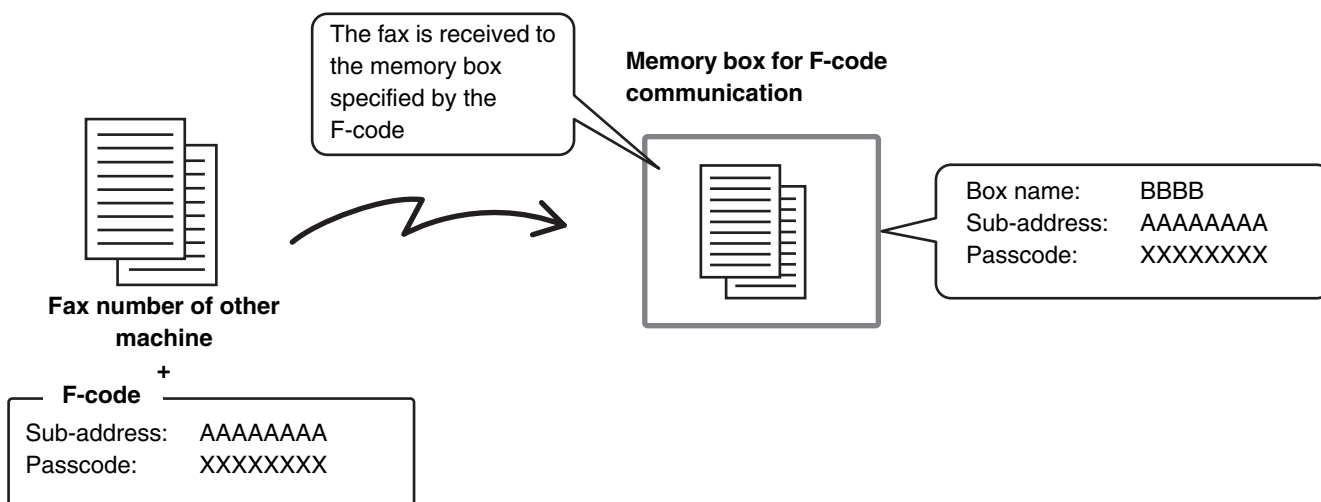 The fax is received to
the memory box
specified by the
F-code
Memory box for F-code
communication
Box name: BBBB
Sub-address: AAAAAAAA
Passcode: XXXXXXXX
Fax number of other
machine
+
F-code
Sub-address: AAAAAAAA
Passcode: XXXXXXXX